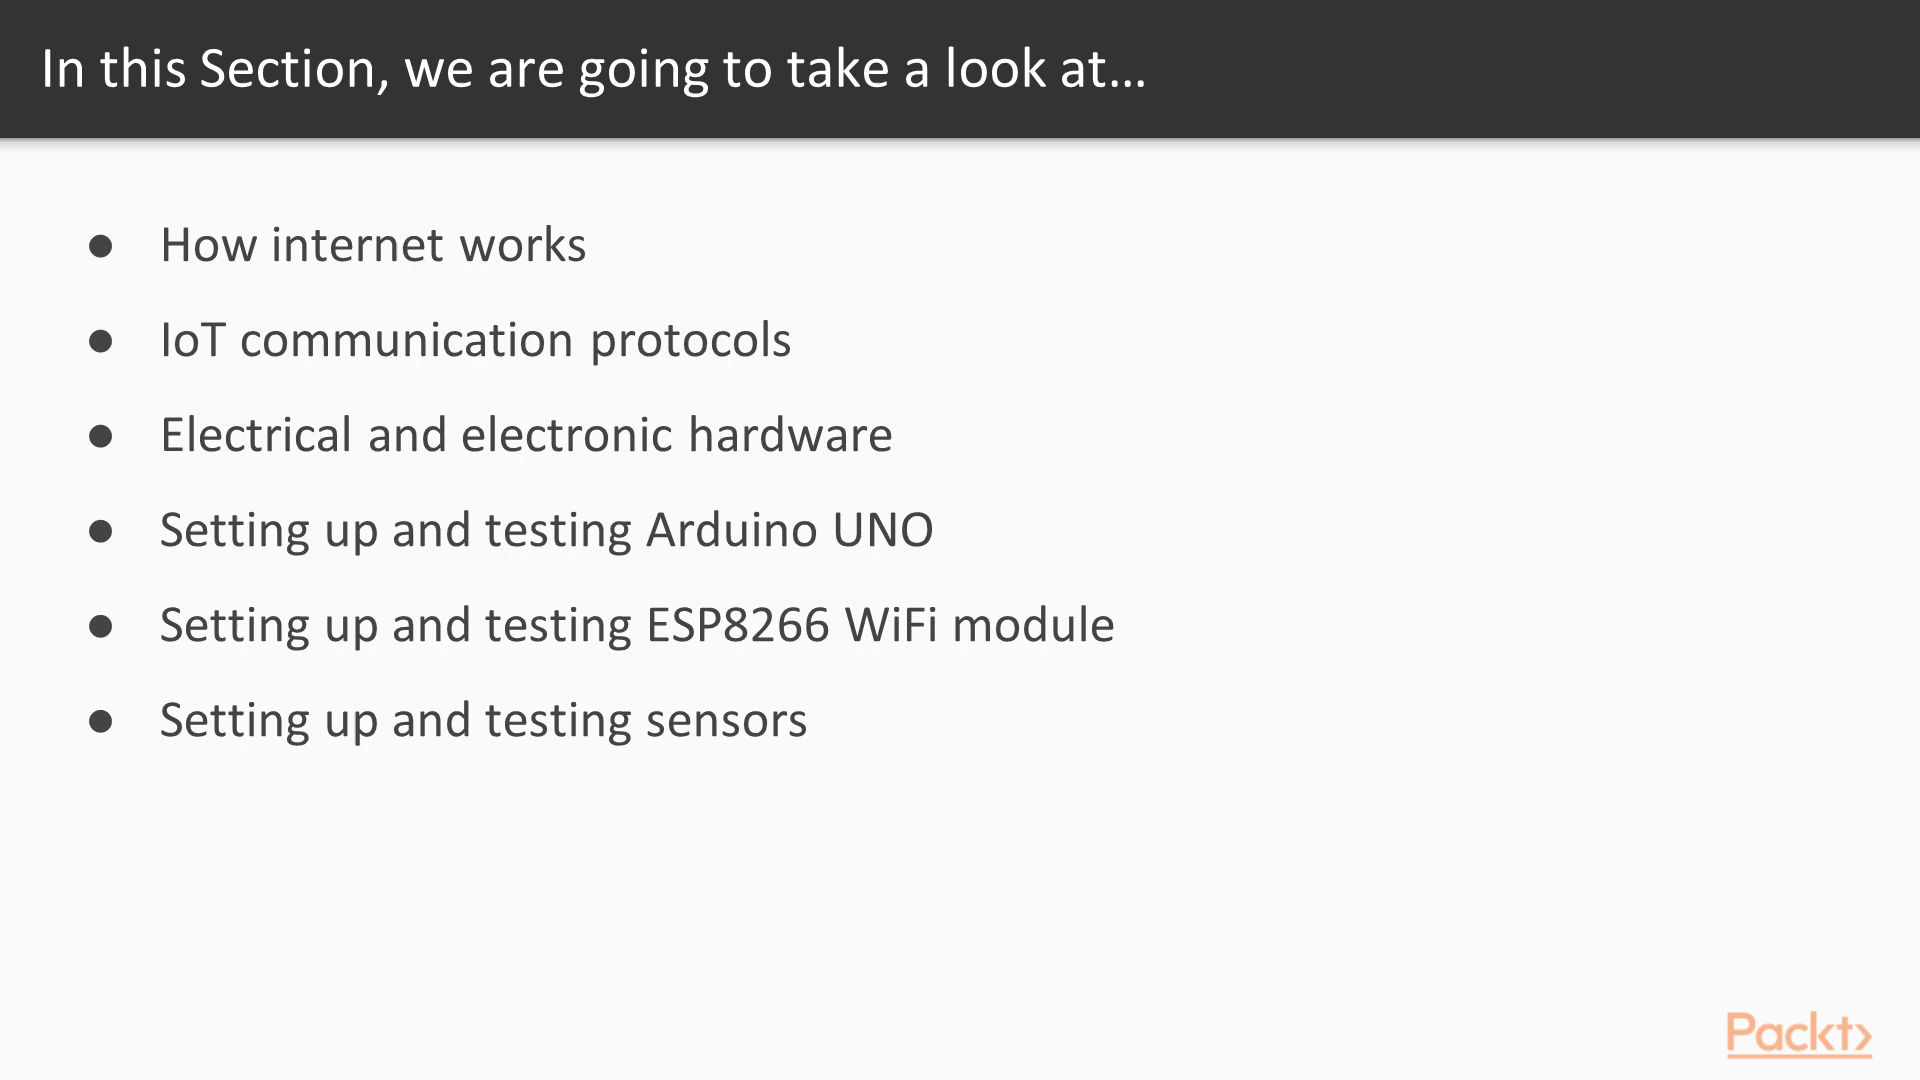 In this Section, we are going to take a look at...
● How internet works
● IoT communication protocols
● Electrical and electronic hardware
● Setting up and testing Arduino UNO
● Setting up and testing ESP8266 WiFi module
● Setting up and testing sensors
Packt>